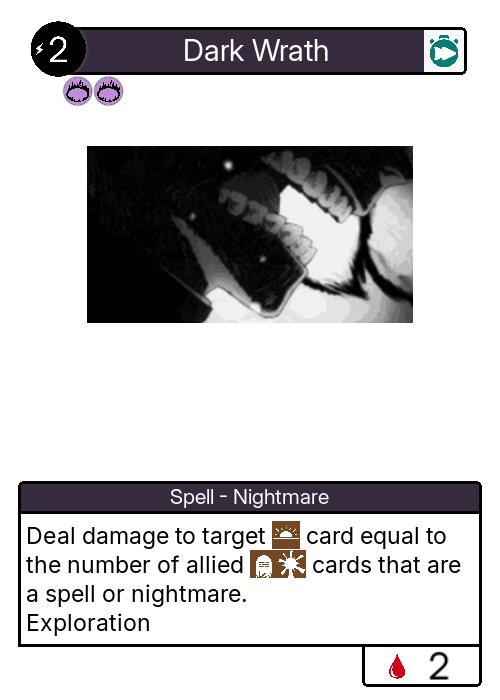 2
Dark Wrath
Spell - Nightmare
Deal damage to target card equal to
the number of allied cards that are
a spell or nightmare.
Exploration
2